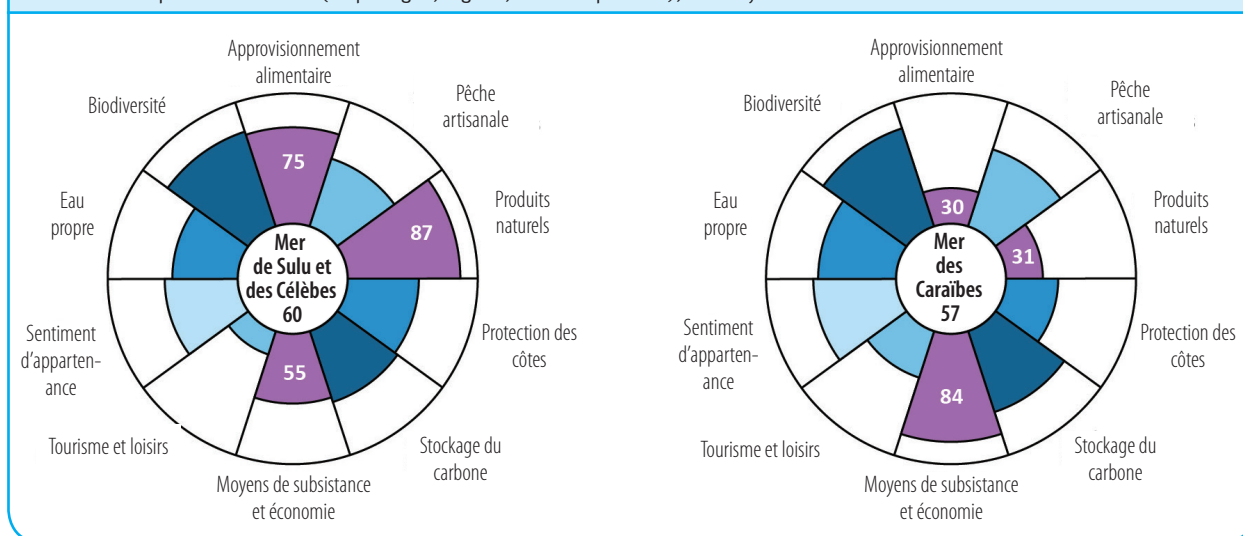 Approvisionnement
alimentaire
Pêche
artisanale
Produits
naturels
Protection des
côtes
Stockage du
carbone
Moyens de subsistance
et économie
Tourisme et loisirs
Sentiment
d’apparten-
ance
Eau
propre
Biodiversité
75
87
55
Mer
de Sulu et
des Célèbes
60
Approvisionnement
alimentaire
Pêche
artisanale
Produits
naturels
Protection des
côtes
Stockage du
carbone
Moyens de subsistance
et économie
Tourisme et loisirs
Sentiment
d’apparten-
ance
Eau
propre
Biodiversité
30
31
84
Mer
des
Caraïbes
57